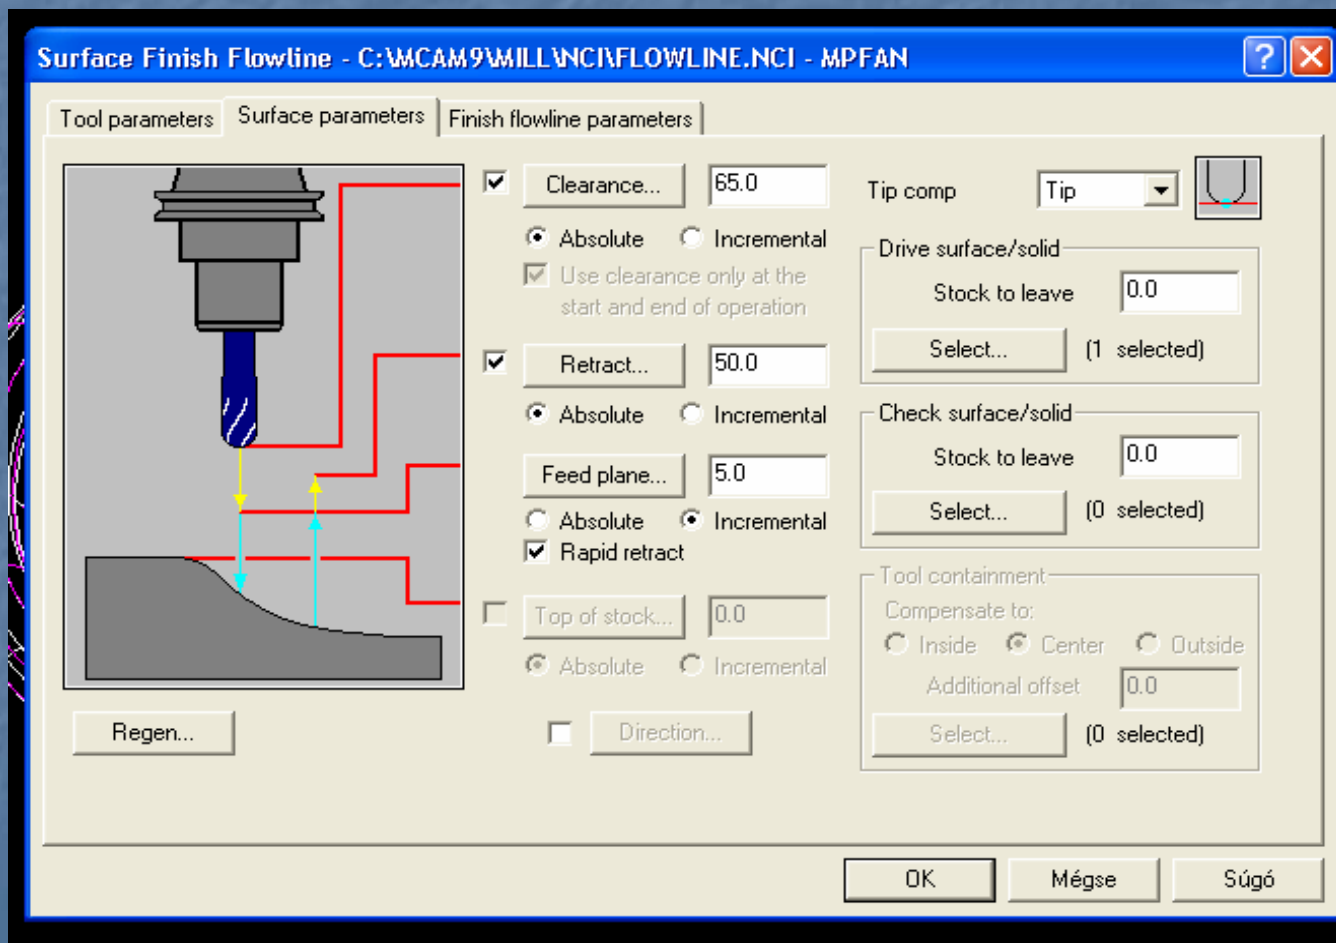 Surface Finish Flowline - C:\MCAM9\MILL\NCI\FLOWLINE.NCI - MPFAN
Tool parameters Surface parameters Finish flowline parameters
Clearance... 65.0
Absolute Incremental
Use clearance only at the
start and end of operation
Retract... 50.0
Absolute Incremental
Feed plane... 5.0
Absolute Incremental
Rapid retract
Top of stock... 0.0
Absolute Incremental
Regen...
Direction...
Tip comp Tip
Drive surface/solid
Stock to leave 0.0
Select... (1 selected)
Check surface/solid
Stock to leave 0.0
Select... (0 selected)
Tool containment
Compensate to:
Inside Center Outside
Additional offset 0.0
Select... (0 selected)
OK Mégse Súgó